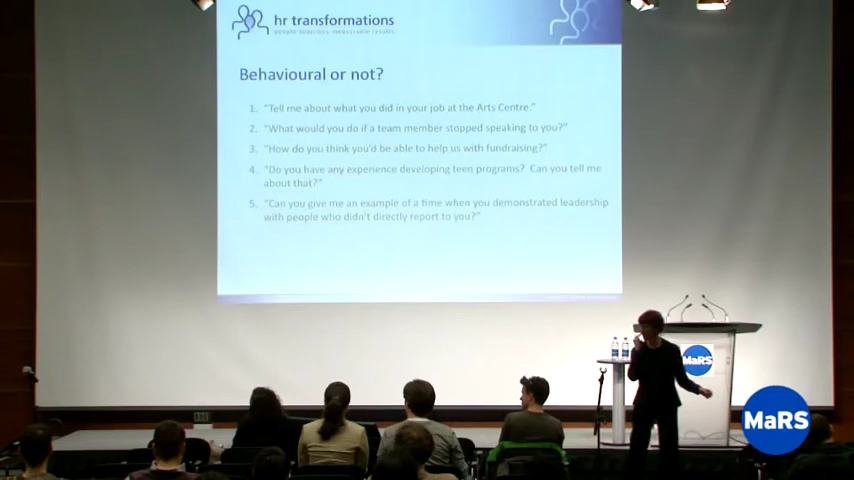 hr transformations
people solutions measurable results
Behavioural or not?
1. "Tell me about what you did in your job at the Arts Centre."
2. "What would you do if a team member stopped speaking to you?"
3. "How do you think you'd be able to help us with fundraising?"
4. "Do you have any experience developing teen programs? Can you tell me
about that?"
5. "Can you give me an example of a time when you demonstrated leadership
with people who didn't directly report to you?"
MaRS
MaRS